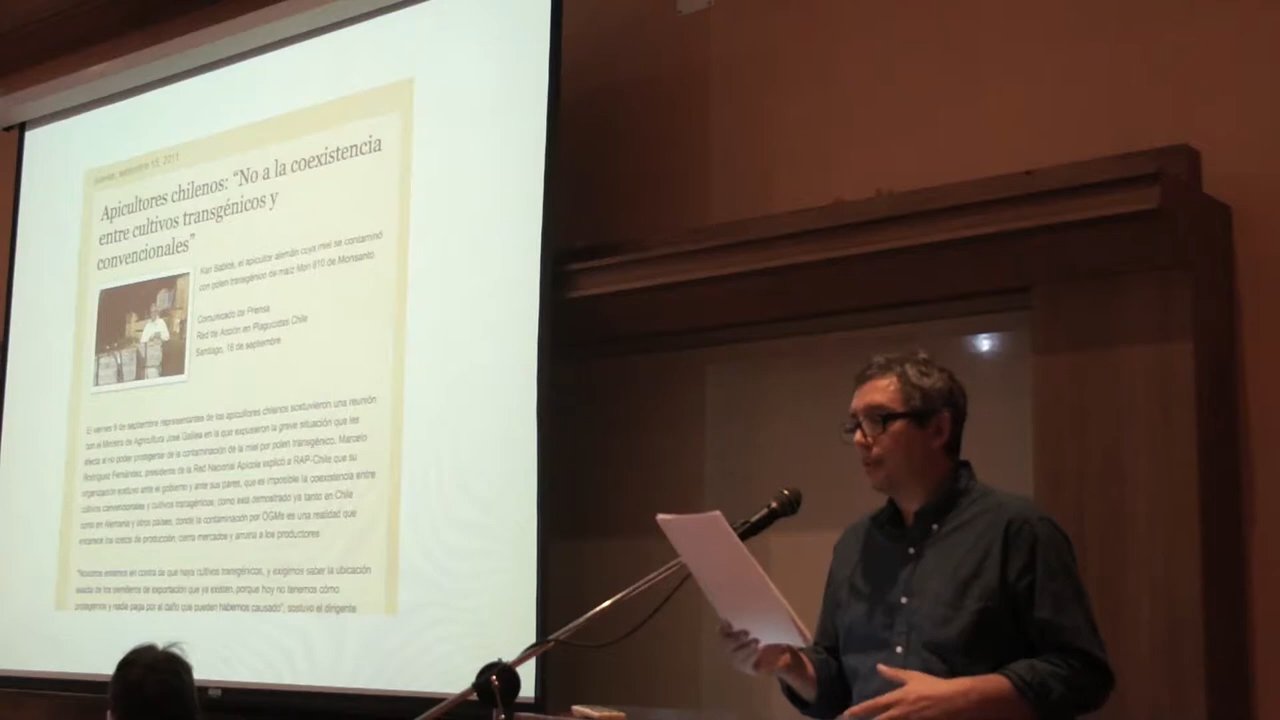 jueves, setiembre 15, 2011
Apicultores chilenos: “No a la coexistencia
entre cultivos transgénicos y
convencionales”
Karl Bablok, el apicultor alemán cuya miel se contaminó
con polen transgénico de maíz Mon 810 de Monsanto
Comunicado de Prensa
Red de Acción en Plaguicidas Chile
Santiago, 16 de septiembre
El viernes 9 de septiembre representantes de los apicultores chilenos sostuvieron una reunión
con el Ministro de Agricultura José Galilea en la que expusieron la grave situación que les
afecta al no poder protegerse de la contaminación de la miel por polen transgénico. Marcelo
Rodríguez Fernández, presidente de la Red Nacional Apícola explicó a RAP-Chile que su
organización sostuvo ante el gobierno y ante sus pares, que es imposible la coexistencia entre
cultivos convencionales y cultivos transgénicos, como está demostrado ya tanto en Chile
como en Alemania y otros países, donde la contaminación por OGMs es una realidad que
encarece los costos de producción, cierra mercados y arruina a los productores
"Nosotros estamos en contra de que haya cultivos transgénicos, y exigimos saber la ubicación
exacta de los semilleros de exportación que ya existen, porque hoy no tenemos cómo
protegernos y nadie paga por el daño que puedan habernos causado", sostuvo el dirigente